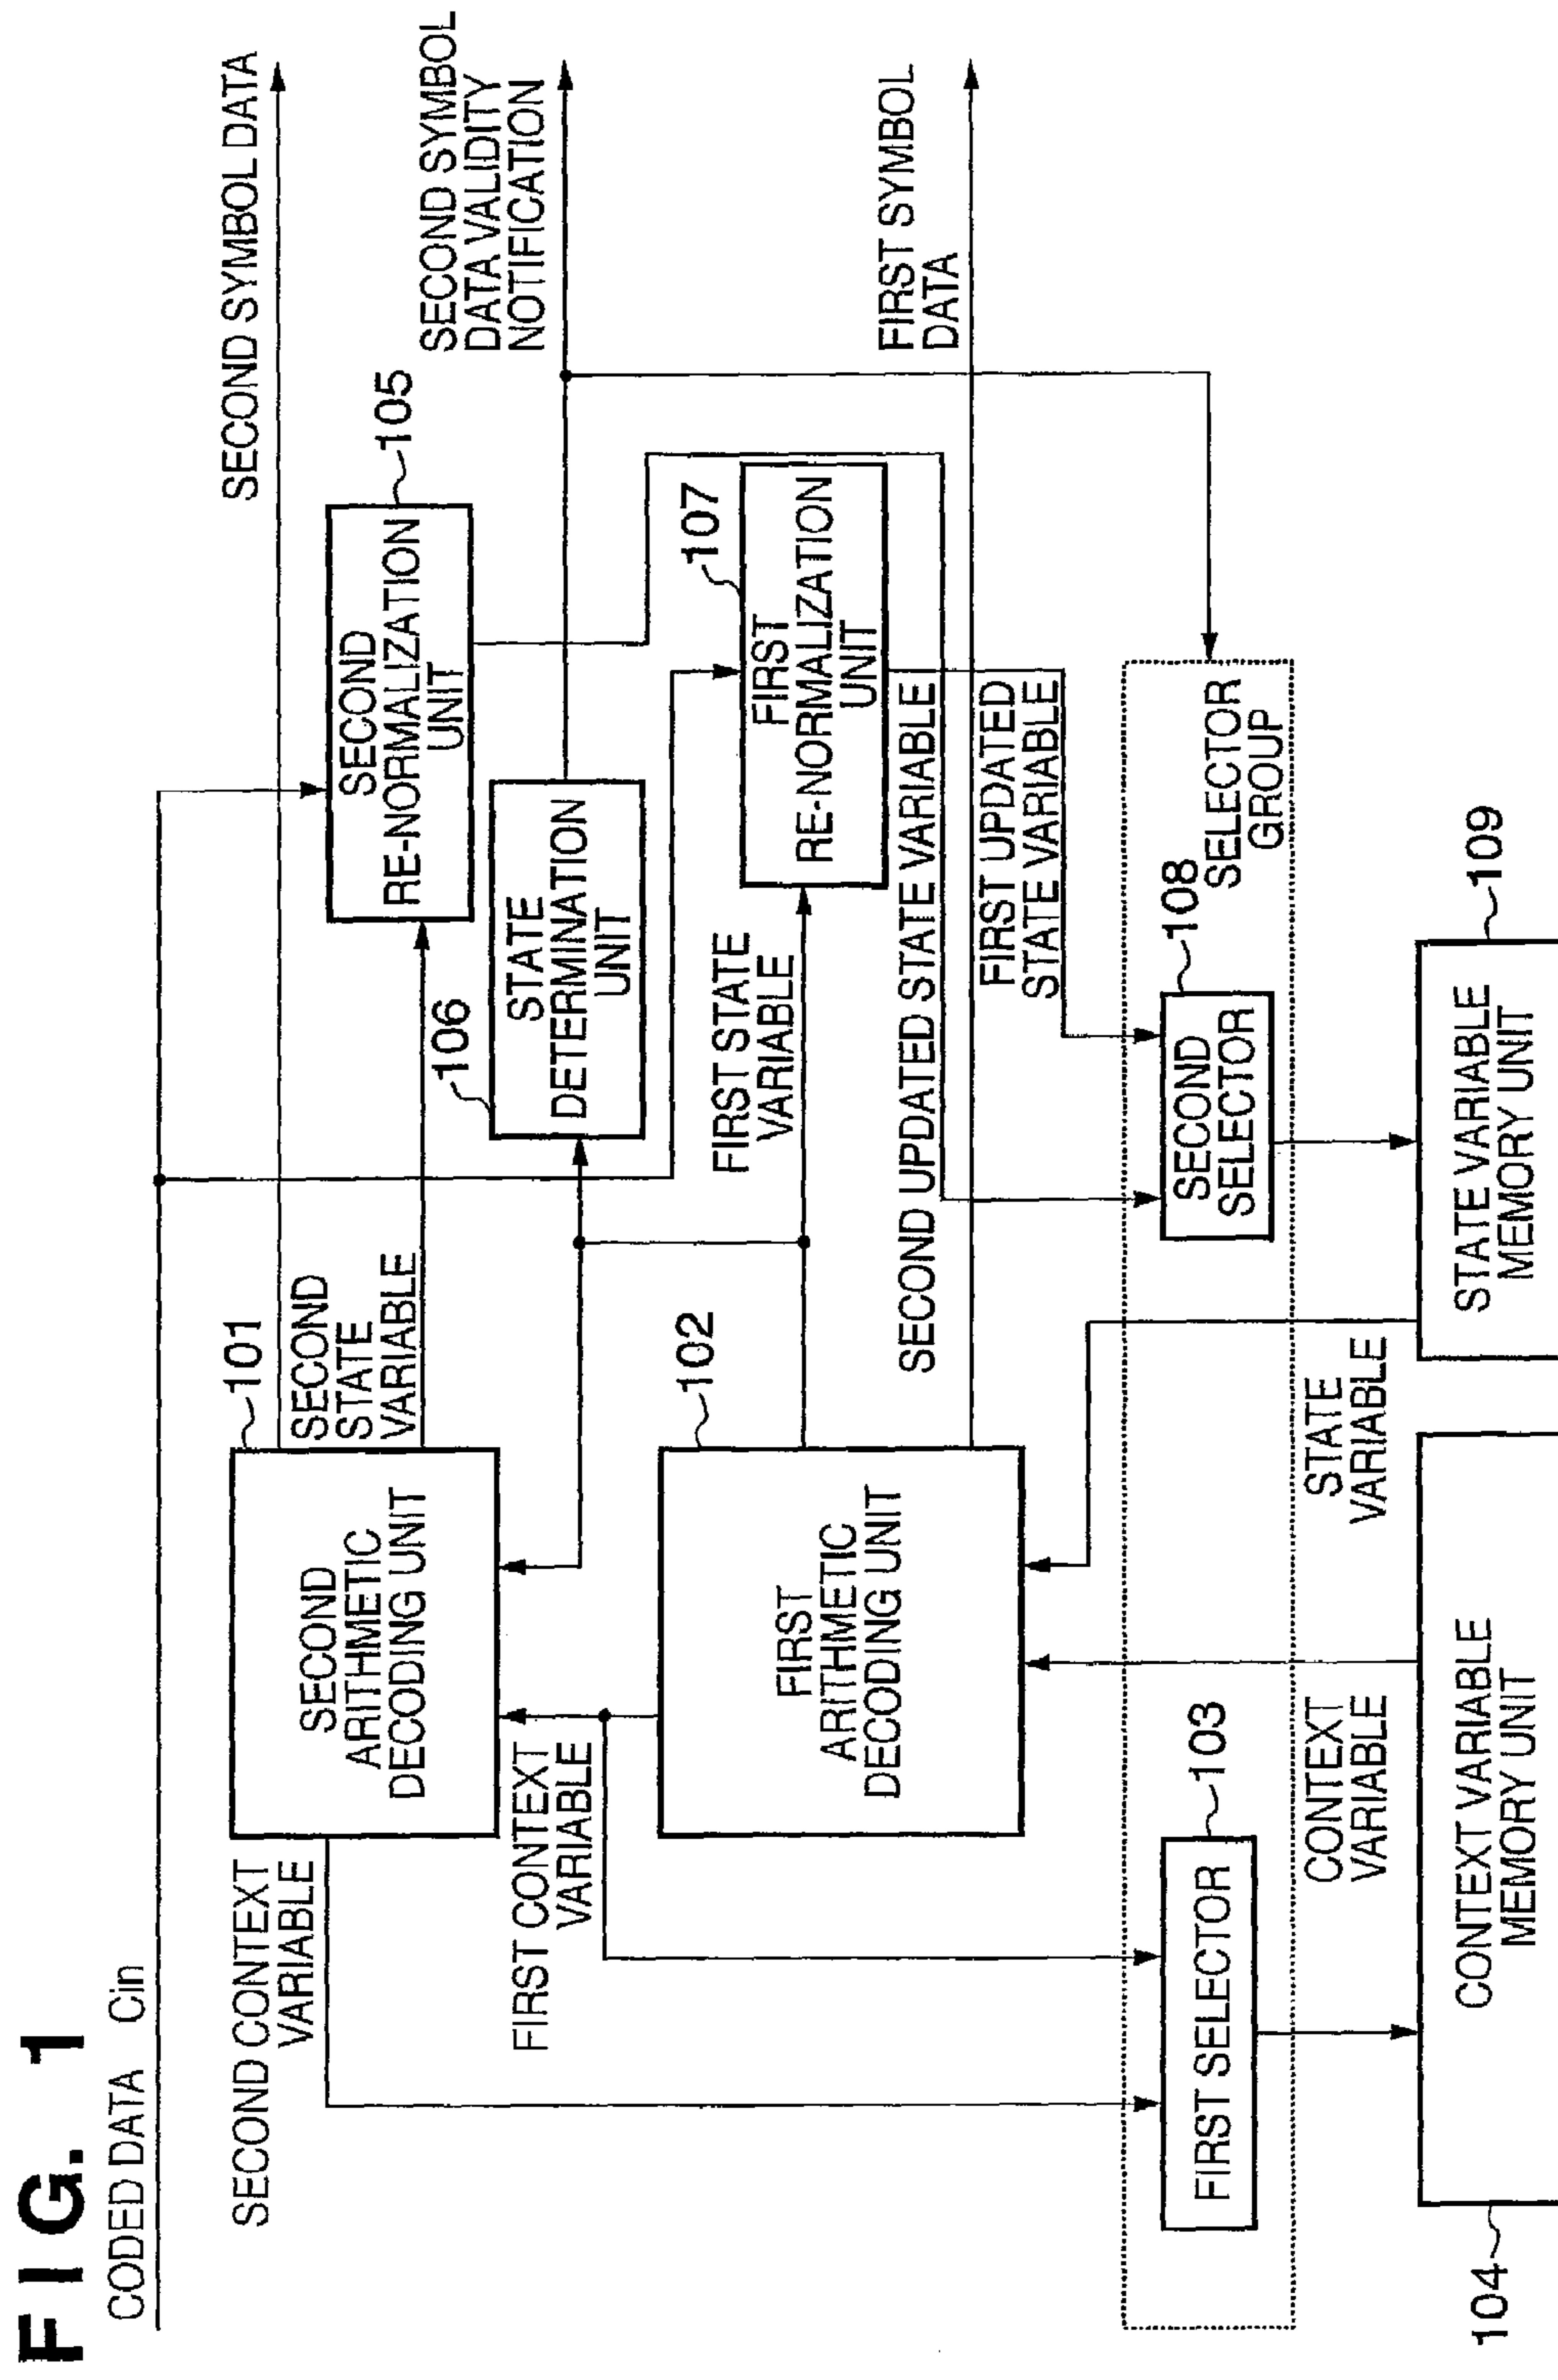 FIG. 1
CODED DATA Cin
SECOND SYMBOL DATA
SECOND CONTEXT
VARIABLE
101
SECOND
ARITHMETIC
DECODING UNIT
SECOND
STATE
VARIABLE
105
SECOND
RE-NORMALIZATION
UNIT
SECOND SYMBOL
DATA VALIDITY
NOTIFICATION
106
STATE
DETERMINATION
UNIT
FIRST CONTEXT
VARIABLE
102
FIRST
ARITHMETIC
DECODING UNIT
FIRST STATE
VARIABLE
107
FIRST
RE-NORMALIZATION
UNIT
FIRST SYMBOL
DATA
SECOND UPDATED STATE VARIABLE
FIRST UPDATED
STATE VARIABLE
103
FIRST SELECTOR
108
SECOND
SELECTOR
SELECTOR
GROUP
CONTEXT
VARIABLE
STATE
VARIABLE
104
CONTEXT VARIABLE
MEMORY UNIT
109
STATE VARIABLE
MEMORY UNIT